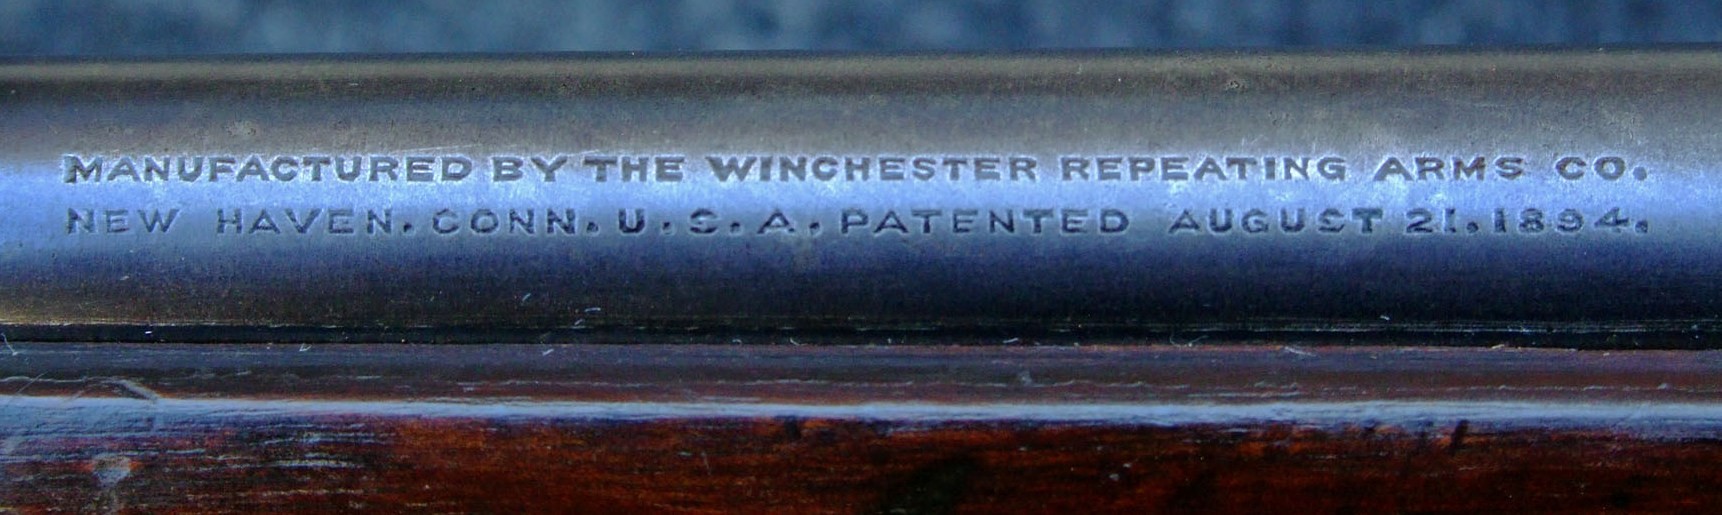 MANUFACTURED BY THE WINCHESTER REPEATING ARMS CO.
NEW HAVEN. CONN. U.S.A. PATENTED AUGUST 21.1894.